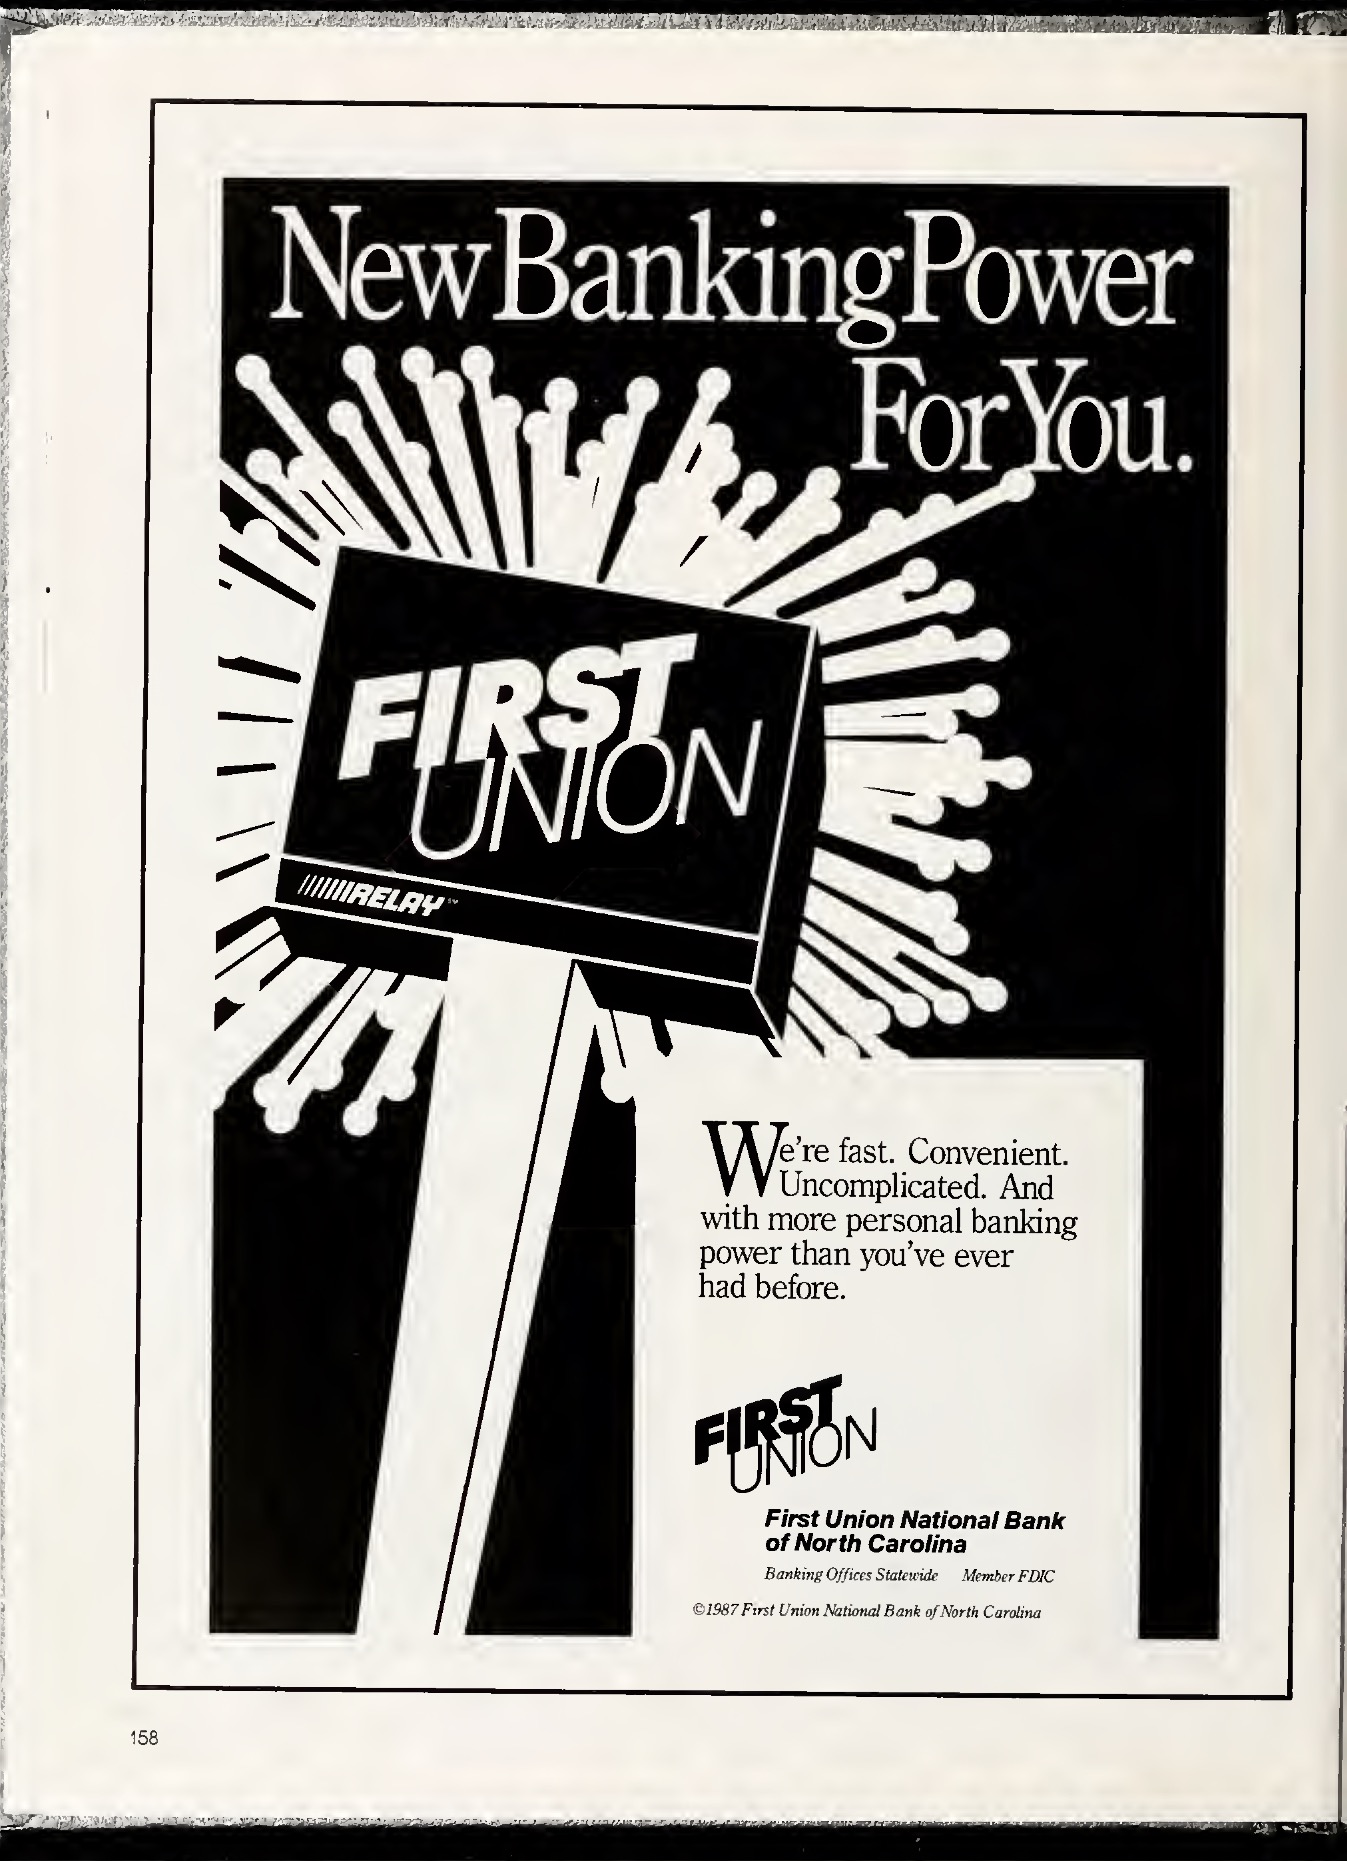 New Banking Power
For You.
FIRST
UNION
RELAY℠
We're fast. Convenient.
Uncomplicated. And
with more personal banking
power than you've ever
had before.
FIRST
UNION
First Union National Bank
of North Carolina
Banking Offices Statewide Member FDIC
©1987 First Union National Bank of North Carolina
158